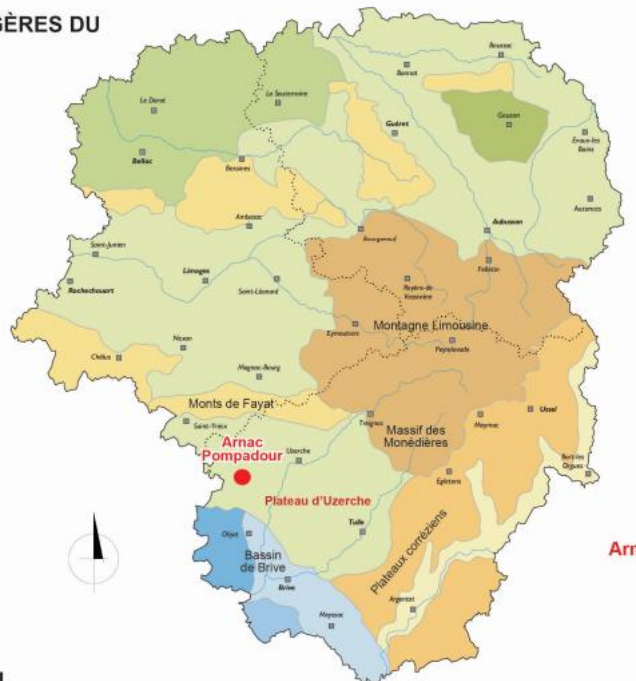 GÈRES DU
Boussac
Bonnat
Le Dorat
La Souterraine
Gouzon
Guéret
Evaux-les
Bains
Bellac
Bessines
Auzances
Ambazac
Aubusson
Bourganeuf
Saint-Junien
Felletin
Limoges
Saint-Léonard
Royère-de
Vassivière
Rochechouart
Montagne Limousine
Eymoutiers
Peyrelevade
Nexon
Châlus
Magnac-Bourg
Monts de Fayat
Ussel
Meymac
Treignac
Saint-Yrieix
Massif des
Monédières
Arnac
Pompadour
Uzerche
Bort-les
Orgues
Egletons
Plateau d'Uzerche
Tulle
Plateaux corréziens
Objat
Bassin
de Brive
Arn
Brive
Argentat
Meyssac